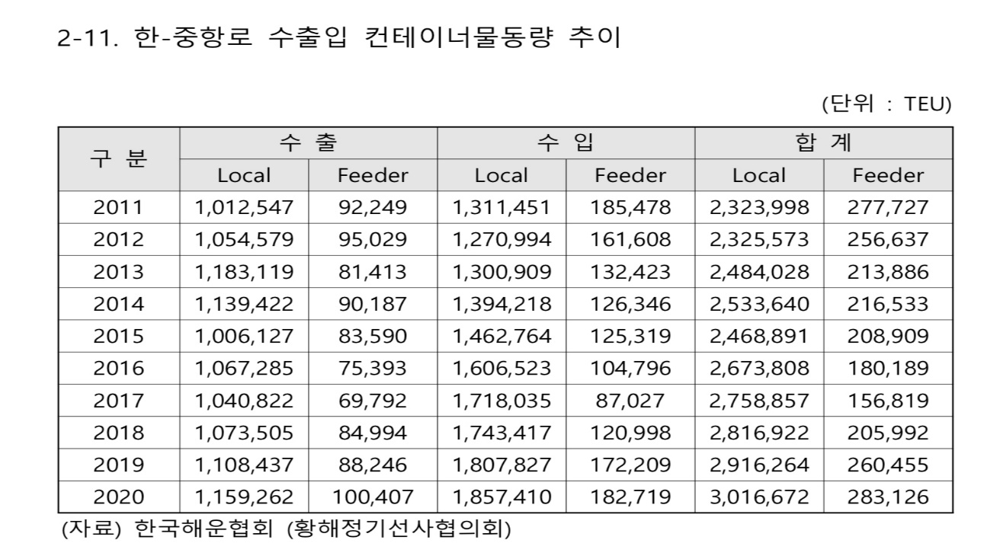 2-11. 한-중항로 수출입 컨테이너물동량 추이
(단위 : TEU)
구 분 수 출 수 입 합 계
Local Feeder Local Feeder Local Feeder
2011 1,012,547 92,249 1,311,451 185,478 2,323,998 277,727
2012 1,054,579 95,029 1,270,994 161,608 2,325,573 256,637
2013 1,183,119 81,413 1,300,909 132,423 2,484,028 213,886
2014 1,139,422 90,187 1,394,218 126,346 2,533,640 216,533
2015 1,006,127 83,590 1,462,764 125,319 2,468,891 208,909
2016 1,067,285 75,393 1,606,523 104,796 2,673,808 180,189
2017 1,040,822 69,792 1,718,035 87,027 2,758,857 156,819
2018 1,073,505 84,994 1,743,417 120,998 2,816,922 205,992
2019 1,108,437 88,246 1,807,827 172,209 2,916,264 260,455
2020 1,159,262 100,407 1,857,410 182,719 3,016,672 283,126
(자료) 한국해운협회 (황해정기선사협의회)